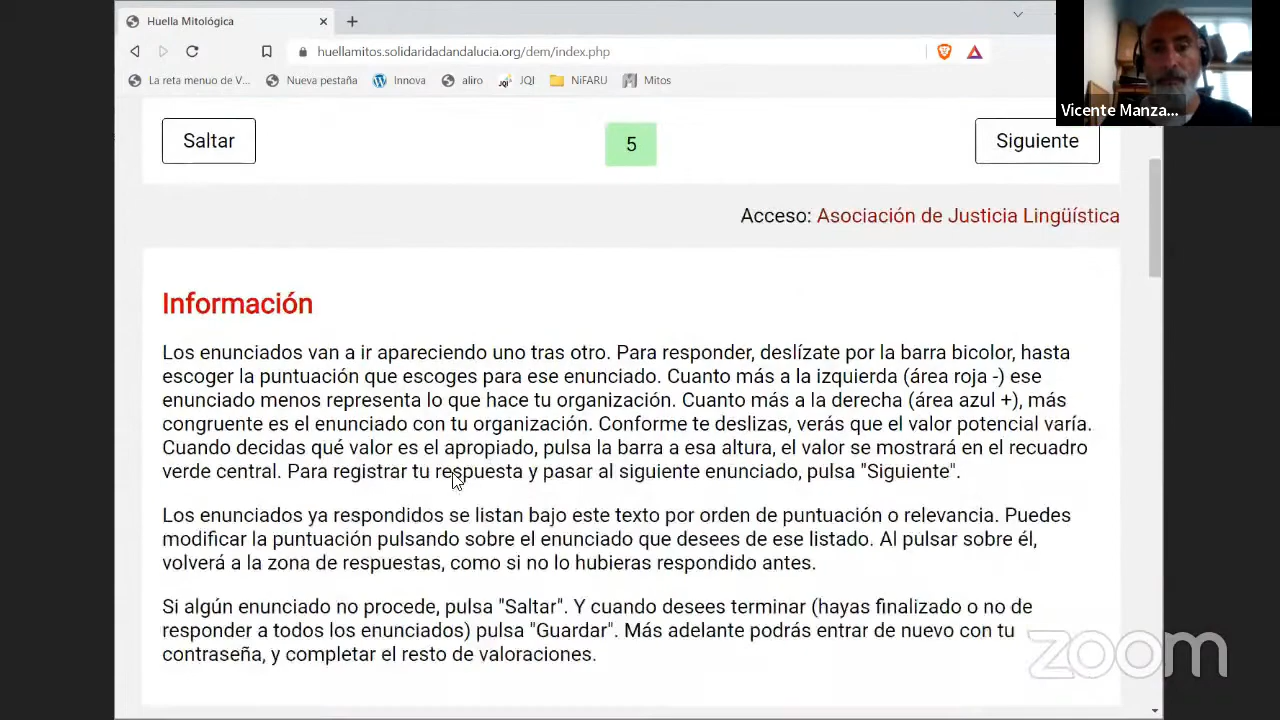 Huella Mitológica
huellamitos.solidaridadandalucia.org/dem/index.php
La reta menuo de V...
Nueva pestaña
Innova
aliro
JQI
NiFARU
Mitos
Vicente Manza...
Saltar
5
Siguiente
Acceso: Asociación de Justicia Lingüística
Información
Los enunciados van a ir apareciendo uno tras otro. Para responder, deslízate por la barra bicolor, hasta
escoger la puntuación que escoges para ese enunciado. Cuanto más a la izquierda (área roja -) ese
enunciado menos representa lo que hace tu organización. Cuanto más a la derecha (área azul +), más
congruente es el enunciado con tu organización. Conforme te deslizas, verás que el valor potencial varía.
Cuando decidas qué valor es el apropiado, pulsa la barra a esa altura, el valor se mostrará en el recuadro
verde central. Para registrar tu respuesta y pasar al siguiente enunciado, pulsa "Siguiente".
Los enunciados ya respondidos se listan bajo este texto por orden de puntuación o relevancia. Puedes
modificar la puntuación pulsando sobre el enunciado que desees de ese listado. Al pulsar sobre él,
volverá a la zona de respuestas, como si no lo hubieras respondido antes.
Si algún enunciado no procede, pulsa "Saltar". Y cuando desees terminar (hayas finalizado o no de
responder a todos los enunciados) pulsa "Guardar". Más adelante podrás entrar de nuevo con tu
contraseña, y completar el resto de valoraciones.
zoom